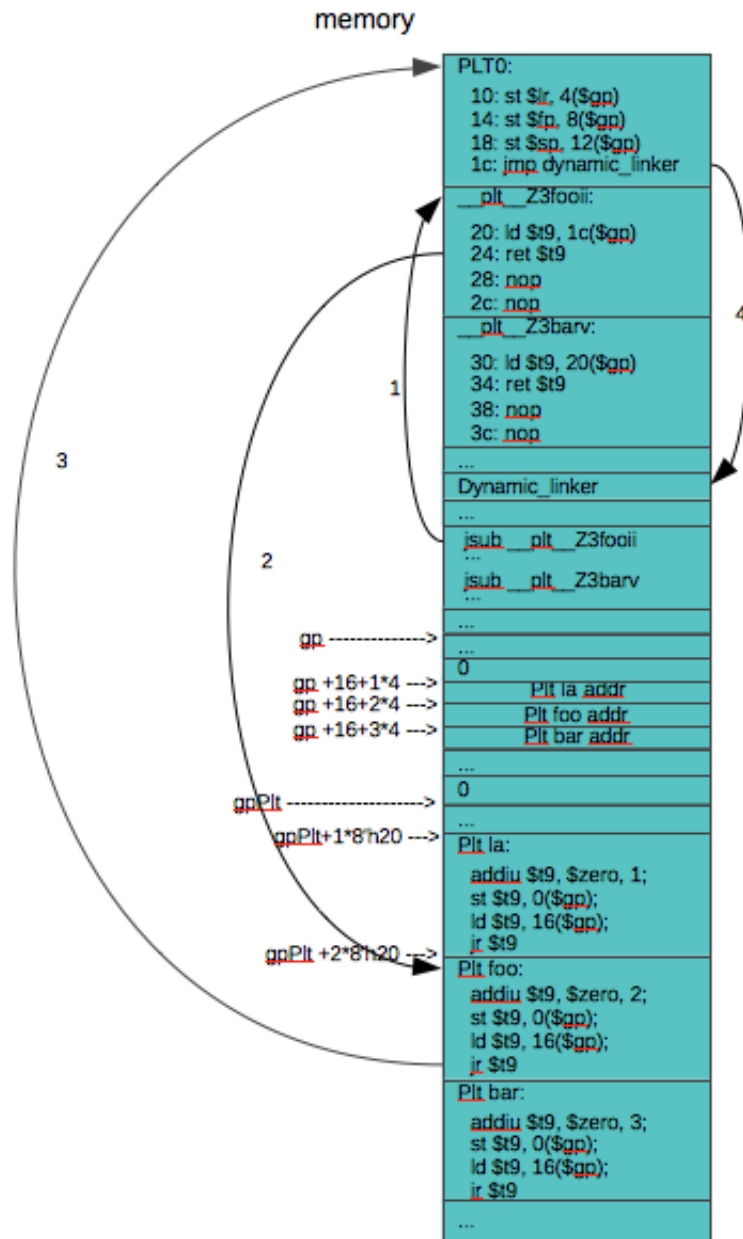 memory
PLT0:
10: st $lr, 4($gp)
14: st $fp, 8($gp)
18: st $sp, 12($gp)
1c: jmp dynamic_linker
__plt__Z3fooii:
20: ld $t9, 1c($gp)
24: ret $t9
28: nop
2c: nop
__plt__Z3barv:
30: ld $t9, 20($gp)
34: ret $t9
38: nop
3c: nop
...
Dynamic_linker
...
jsub __plt__Z3fooii
...
jsub __plt__Z3barv
...
...
gp -------------->
...
0
gp +16+1*4 --->
Plt la addr
gp +16+2*4 --->
Plt foo addr
gp +16+3*4 --->
Plt bar addr
...
0
gpPlt -------------------->
...
gpPlt+1*8'h20 --->
Plt la:
addiu $t9, $zero, 1;
st $t9, 0($gp);
ld $t9, 16($gp);
jr $t9
gpPlt +2*8'h20 --->
Plt foo:
addiu $t9, $zero, 2;
st $t9, 0($gp);
ld $t9, 16($gp);
jr $t9
Plt bar:
addiu $t9, $zero, 3;
st $t9, 0($gp);
ld $t9, 16($gp);
jr $t9
...
1
2
3
4